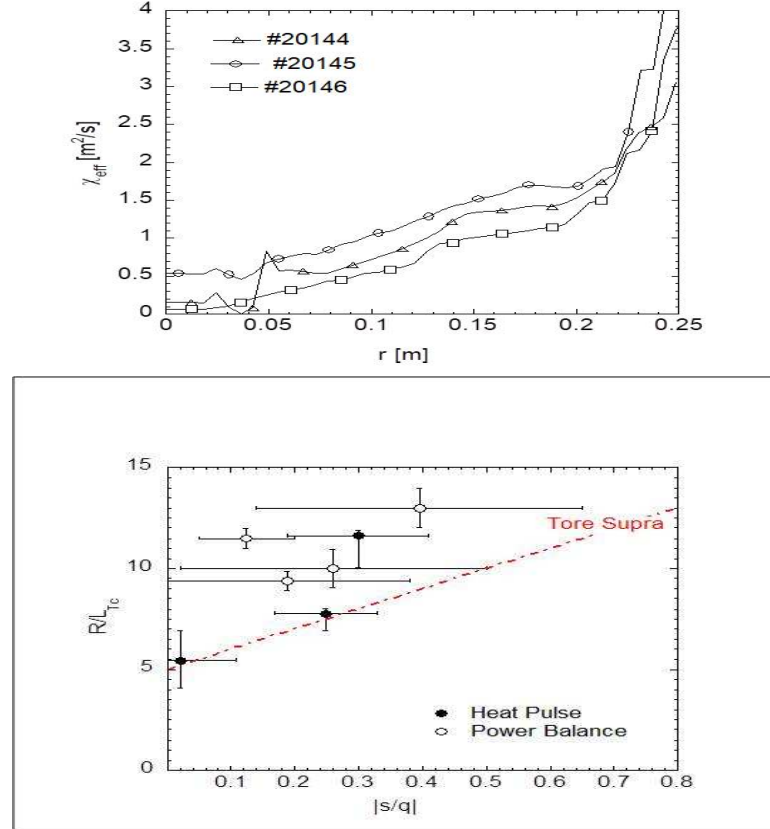 4
3.5
3
2.5
2
1.5
1
0.5
0
χeff [m²/s]
#20144
#20145
#20146
0 0.05 0.1 0.15 0.2 0.25
r [m]
15
10
5
0
R/LTc
Tore Supra
Heat Pulse
Power Balance
0.1 0.2 0.3 0.4 0.5 0.6 0.7 0.8
|s/q|